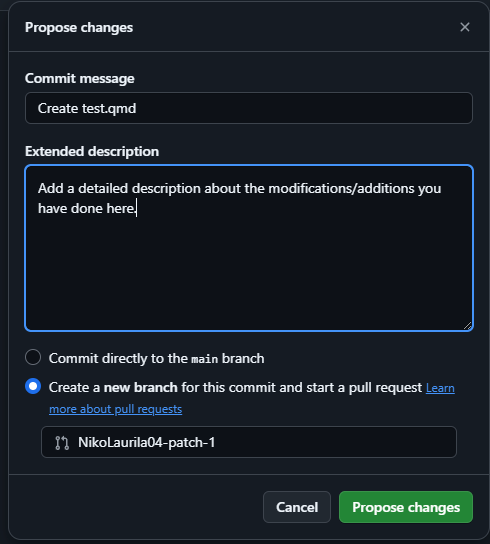 Propose changes
Commit message
Create test.qmd
Extended description
Add a detailed description about the modifications/additions you
have done here.
Commit directly to the main branch
Create a new branch for this commit and start a pull request Learn
more about pull requests
NikoLaurila04-patch-1
Cancel
Propose changes